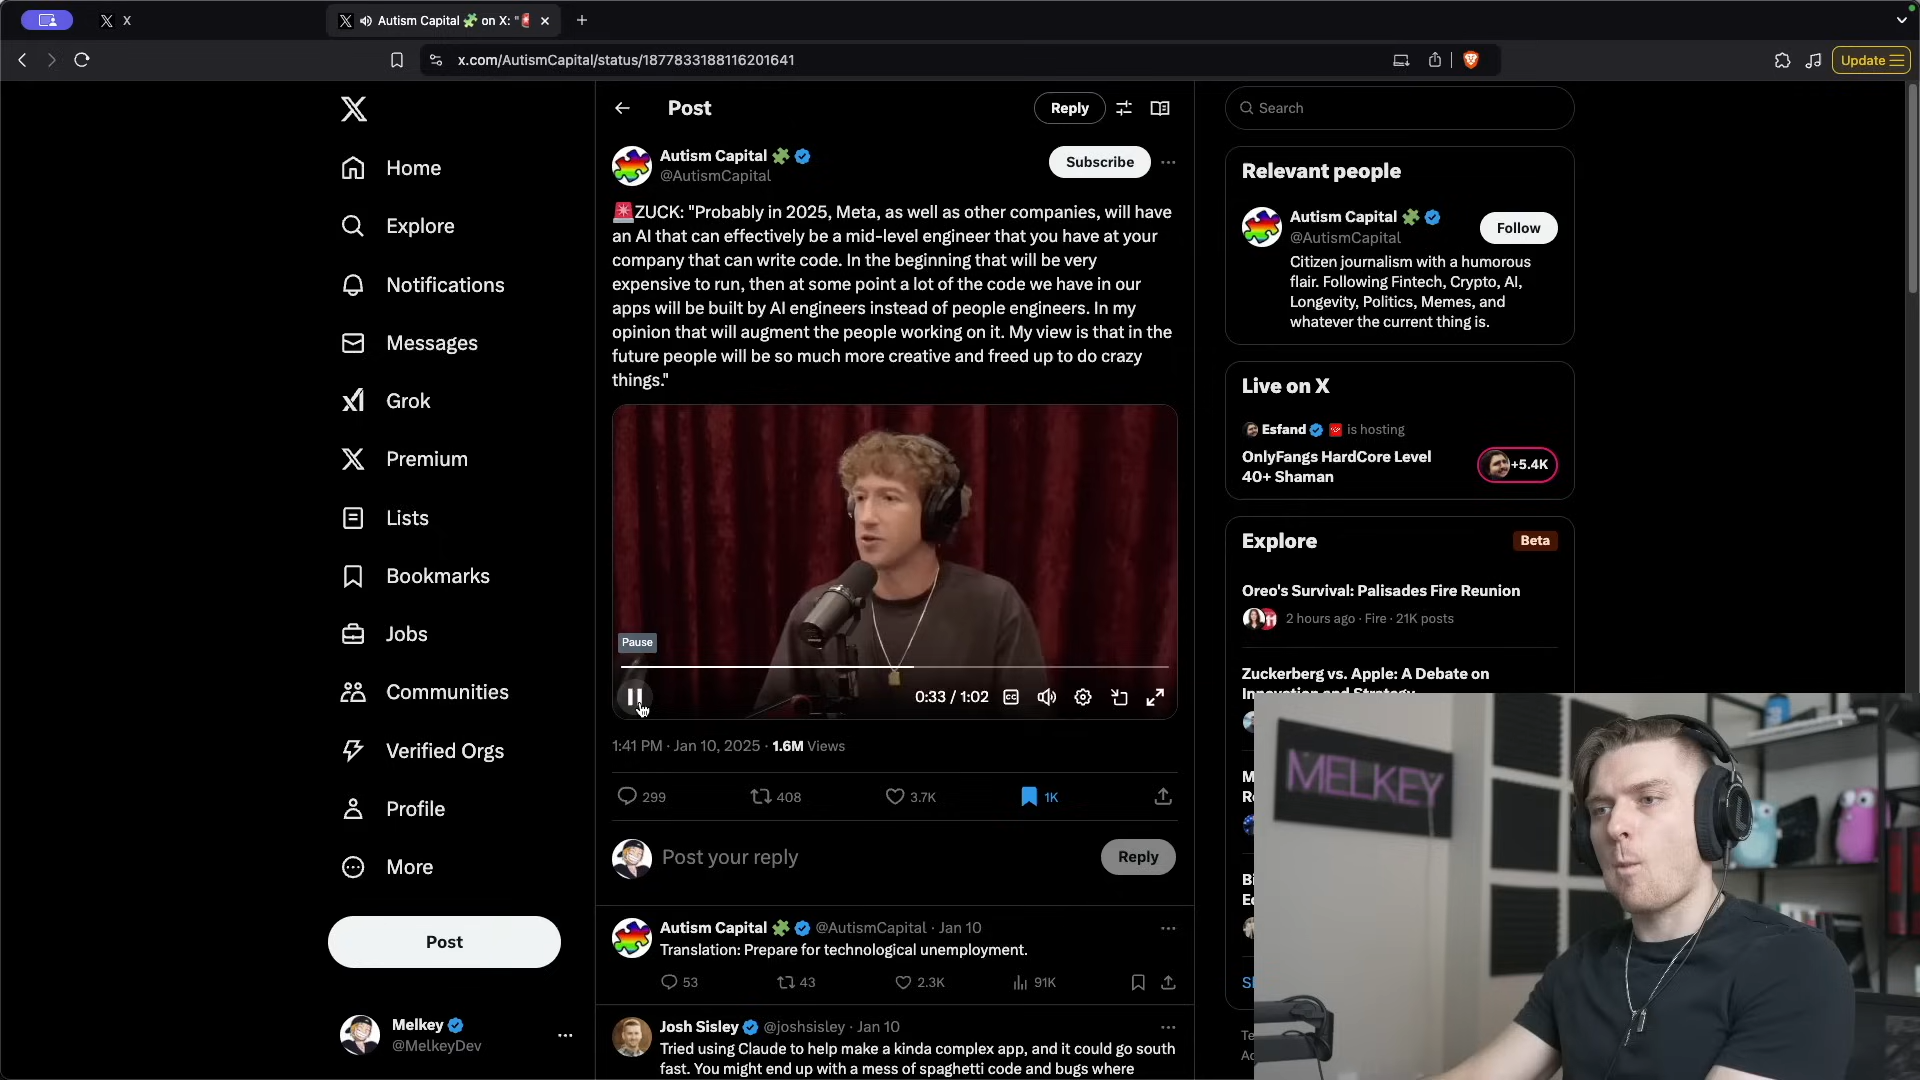 X
Autism Capital 🧩 on X: "🚨
x.com/AutismCapital/status/1877833188116201641
Update
Home
Explore
Notifications
Messages
Grok
Premium
Lists
Bookmarks
Jobs
Communities
Verified Orgs
Profile
More
Post
Melkey
@MelkeyDev
Post
Reply
Autism Capital 🧩
@AutismCapital
Subscribe
🚨ZUCK: "Probably in 2025, Meta, as well as other companies, will have
an AI that can effectively be a mid-level engineer that you have at your
company that can write code. In the beginning that will be very
expensive to run, then at some point a lot of the code we have in our
apps will be built by AI engineers instead of people engineers. In my
opinion that will augment the people working on it. My view is that in the
future people will be so much more creative and freed up to do crazy
things."
Pause
0:33 / 1:02
CC
1:41 PM · Jan 10, 2025 · 1.6M Views
299
408
3.7K
1K
Post your reply
Reply
Autism Capital 🧩 @AutismCapital · Jan 10
Translation: Prepare for technological unemployment.
53
43
2.3K
91K
Josh Sisley @joshsisley · Jan 10
Tried using Claude to help make a kinda complex app, and it could go south
fast. You might end up with a mess of spaghetti code and bugs where
Search
Relevant people
Autism Capital 🧩
@AutismCapital
Follow
Citizen journalism with a humorous
flair. Following Fintech, Crypto, AI,
Longevity, Politics, Memes, and
whatever the current thing is.
Live on X
Esfand is hosting
OnlyFangs HardCore Level
40+ Shaman
+5.4K
Explore
Beta
Oreo's Survival: Palisades Fire Reunion
2 hours ago · Fire · 21K posts
Zuckerberg vs. Apple: A Debate on
Innovation and Strategy
MELKEY